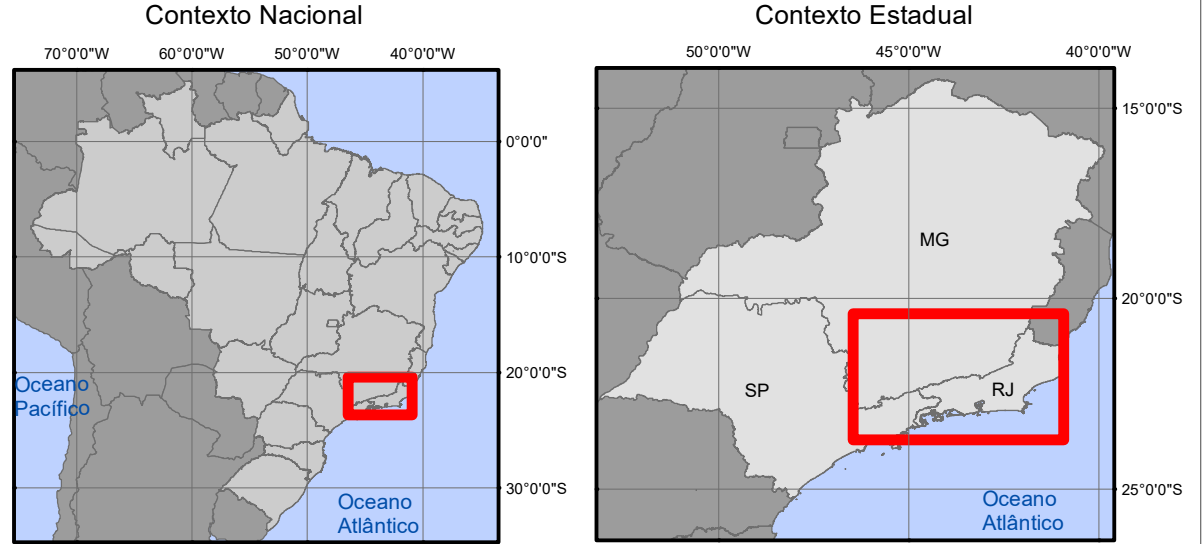 Contexto Nacional
70°0'0"W
60°0'0"W
50°0'0"W
40°0'0"W
0°0'0"
10°0'0"S
20°0'0"S
30°0'0"S
Oceano
Pacífico
Oceano
Atlântico
Contexto Estadual
50°0'0"W
45°0'0"W
40°0'0"W
15°0'0"S
20°0'0"S
25°0'0"S
MG
SP
RJ
Oceano
Atlântico